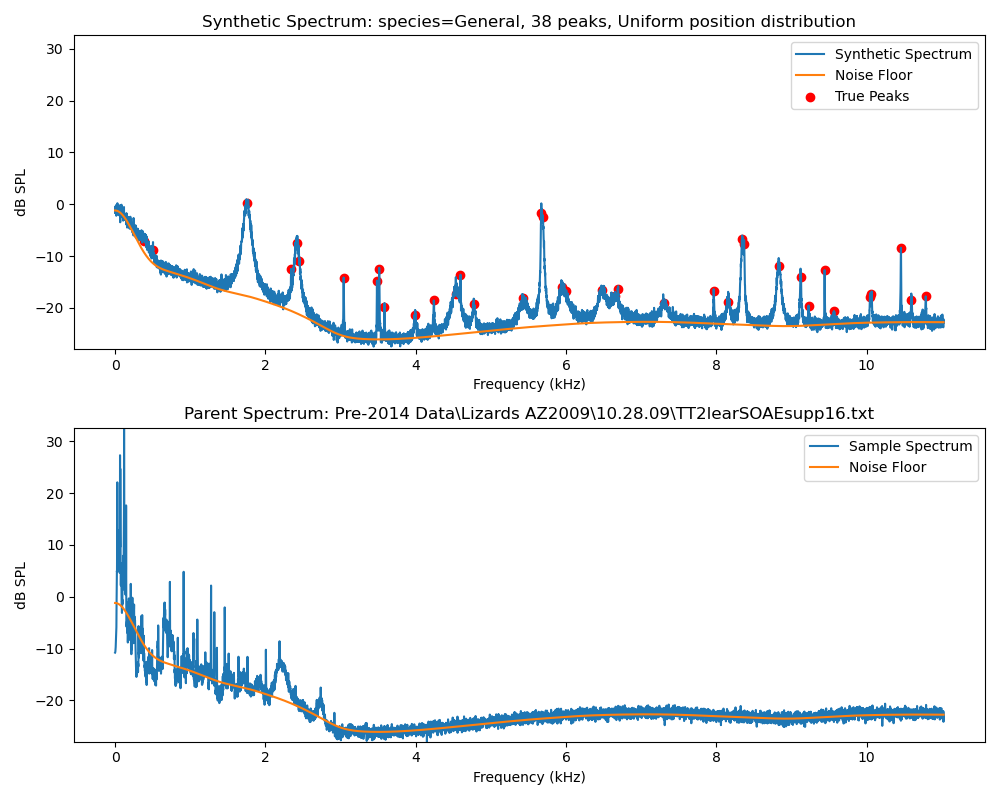 Synthetic Spectrum: species=General, 38 peaks, Uniform position distribution
30
20
10
0
−10
−20
dB SPL
Synthetic Spectrum
Noise Floor
True Peaks
0 2 4 6 8 10
Frequency (kHz)
Parent Spectrum: Pre-2014 Data\Lizards AZ2009\10.28.09\TT2learSOAEsupp16.txt
30
20
10
0
−10
−20
dB SPL
Sample Spectrum
Noise Floor
0 2 4 6 8 10
Frequency (kHz)